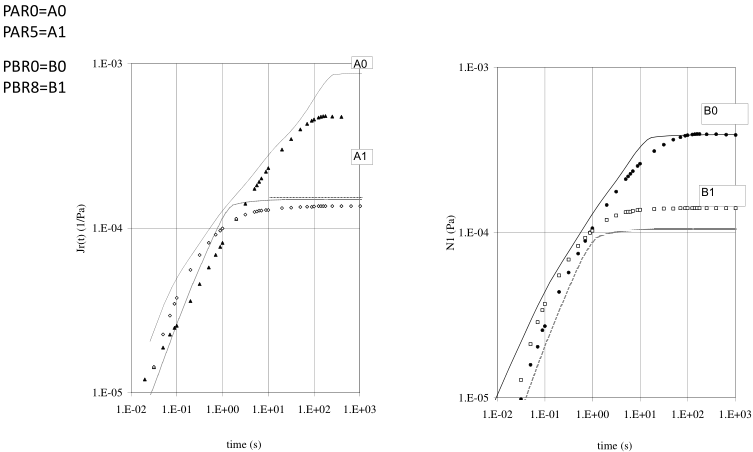 PAR0=A0
PAR5=A1
PBR0=B0
PBR8=B1
1.E-03
1.E-04
1.E-05
Jr(t) (1/Pa)
A0
A1
1.E-02 1.E-01 1.E+00 1.E+01 1.E+02 1.E+03
time (s)
1.E-03
1.E-04
1.E-05
N1 (Pa)
B0
B1
1.E-02 1.E-01 1.E+00 1.E+01 1.E+02 1.E+03
time (s)